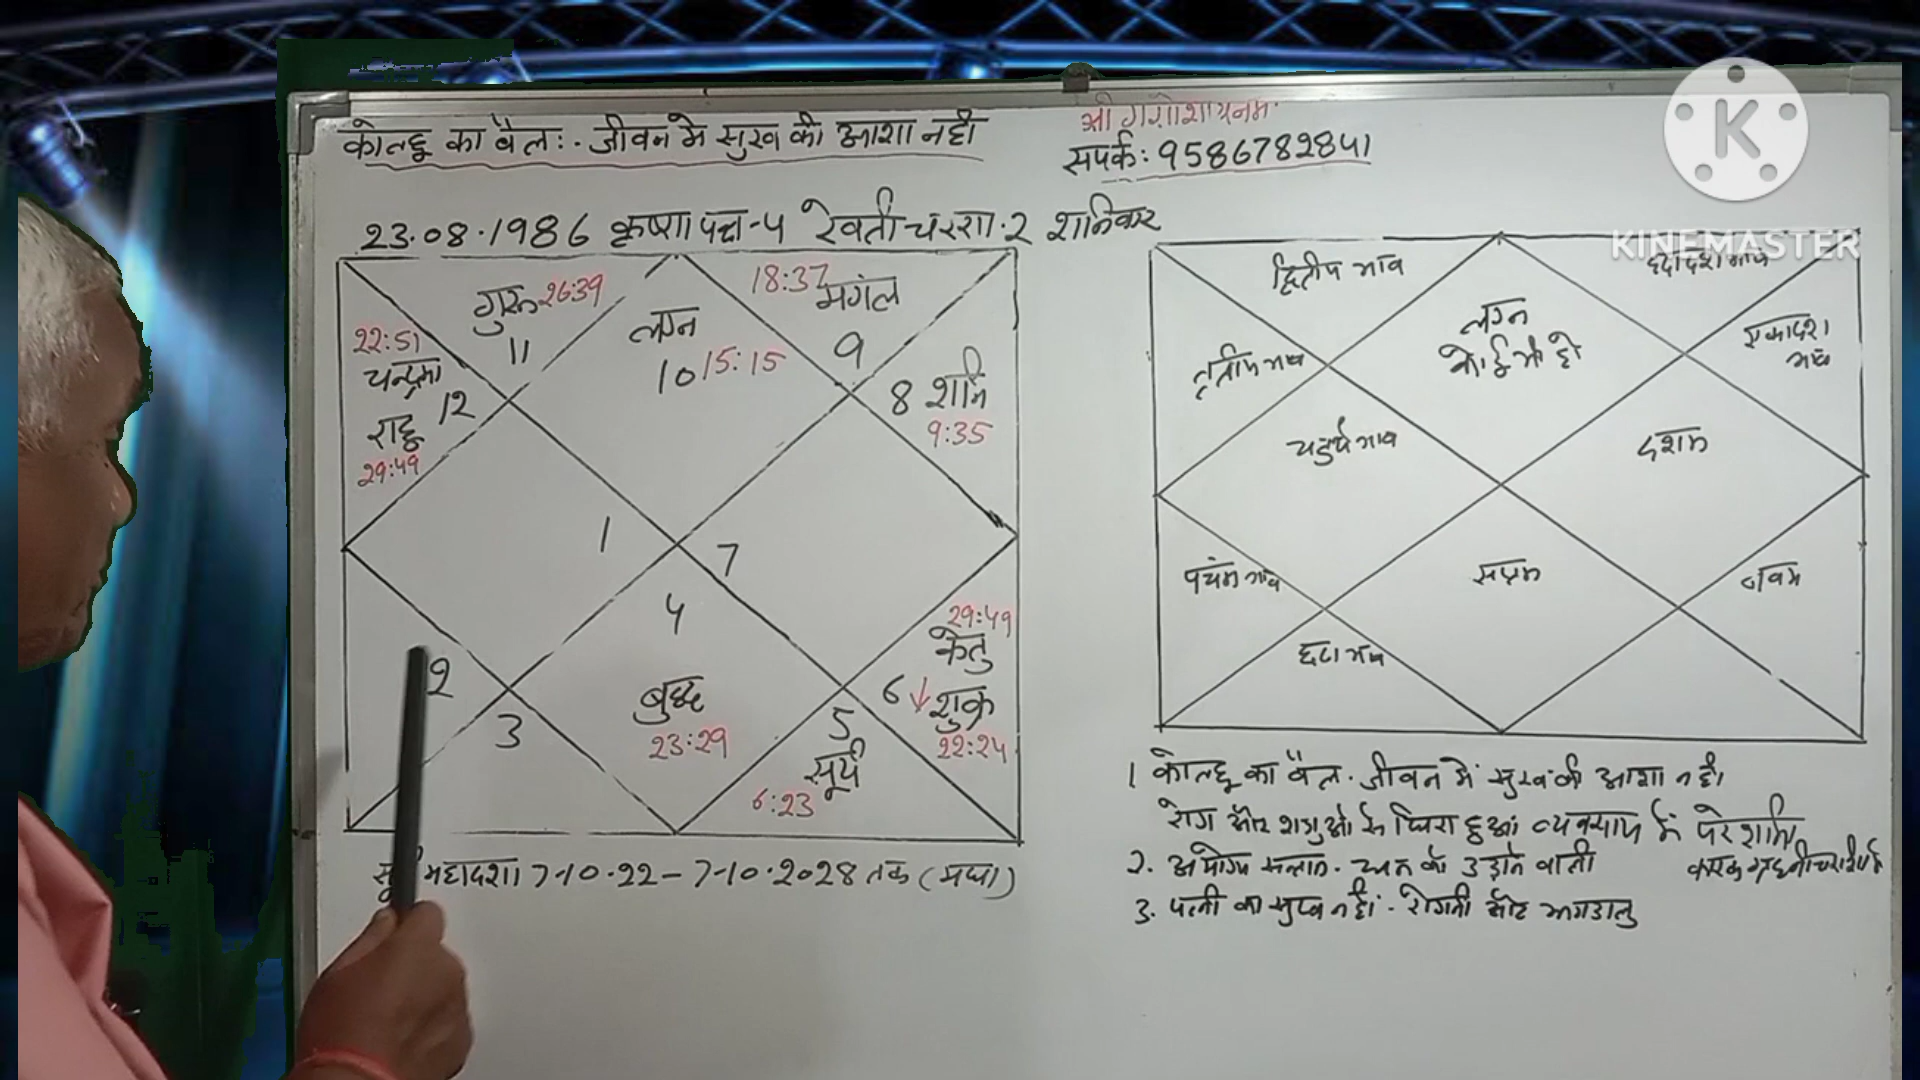 श्री गणेशाय नमः
कोल्हू का बैल:- जीवन मे सुख की आशा नही
संपर्क: 9586782841
K
KINEMASTER
23.08.1986 कृष्ण पक्ष-५ रेवती चरण.2 शनिवार
गुरू 26:39
11
लग्न
10 15:15
18:37
मंगल
9
22:51
चन्द्रमा
12
राहू
29:49
8 शनि
9:35
1
7
4
2
3
बुद्ध
23:29
5
सूर्य
6:23
29:49
केतु
6 ↓ शुक्र
22:24
महादशा 7-10.22 - 7-10.2028 तक (मघा)
द्वितीय भाव
द्वादश भाव
लग्न
कोई भी हो
तृतीय भाव
एकादश
भाव
चतुर्थ भाव
दशम
पंचम भाव
सप्तम
नवम
छटा भाव
1 कोल्हू का बैल. जीवन में सुख की आशा नही।
रोग और शत्रुओ से घिरा हुआ व्यवसाय में परेशानि
2. अयोग्य सन्तान. धन को उड़ाने वाली
3. पत्नी का सुख नही. रोगनी और झगडालु